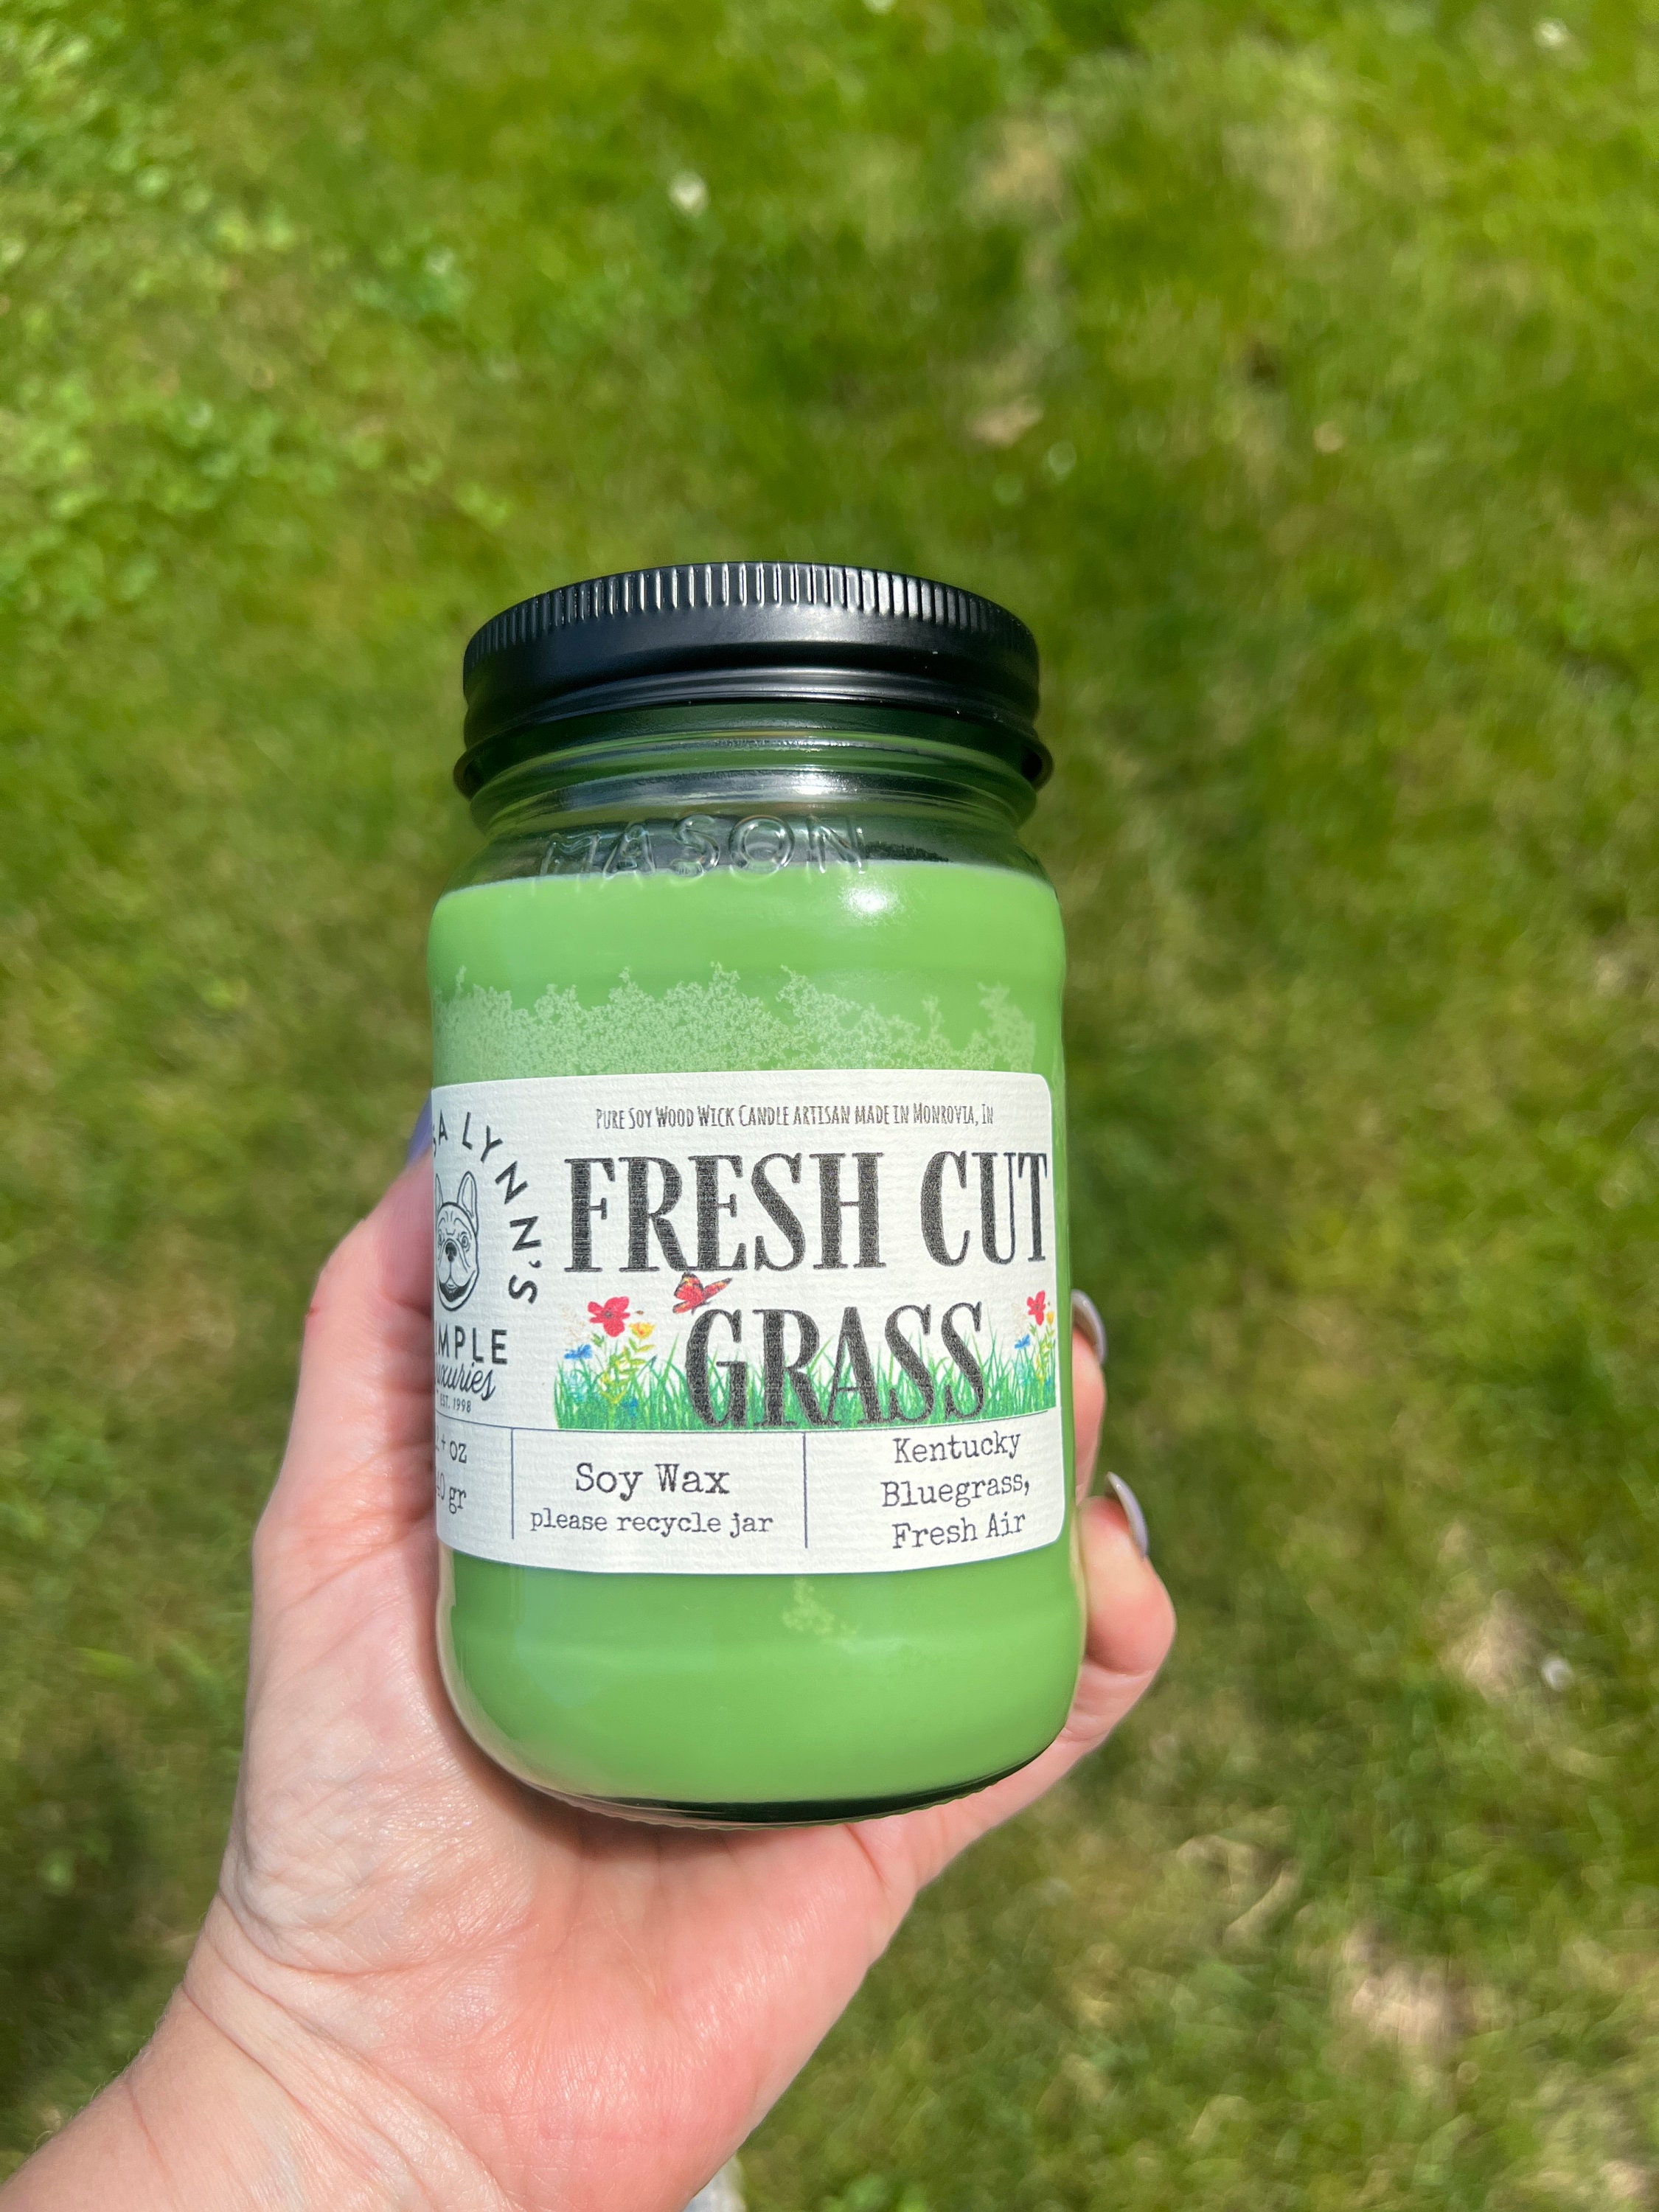 MASON
PURE SOY WOOD WICK CANDLE ARTISAN MADE IN MONROVIA, IN
LYNN'S
FRESH CUT
GRASS
EST. 1998
oz
gr
Soy Wax
please recycle jar
Kentucky
Bluegrass,
Fresh Air